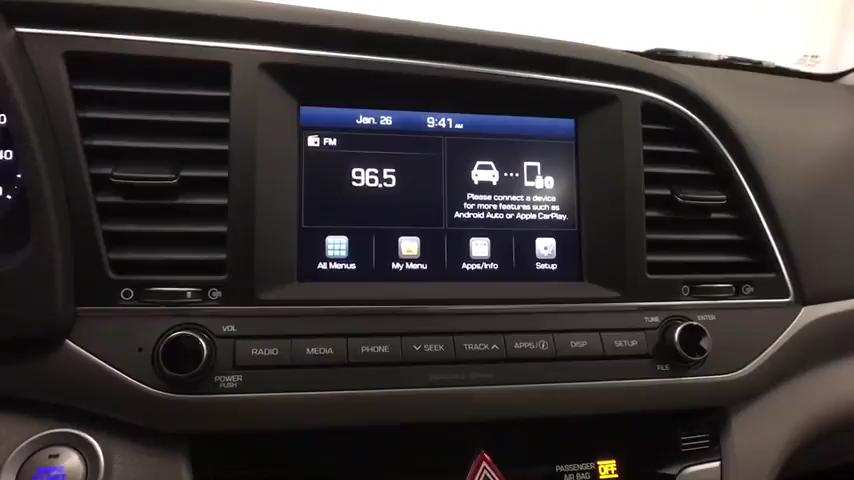 Jan. 26
9:41 AM
FM
96.5
Please connect a device
for more features such as
Android Auto or Apple CarPlay.
All Menus
My Menu
Apps/Info
Setup
VOL
TUNE
ENTER
RADIO
MEDIA
PHONE
SEEK
TRACK
APPS/i
DISP
SETUP
FILE
POWER
PUSH
PASSENGER
AIR BAG
OFF